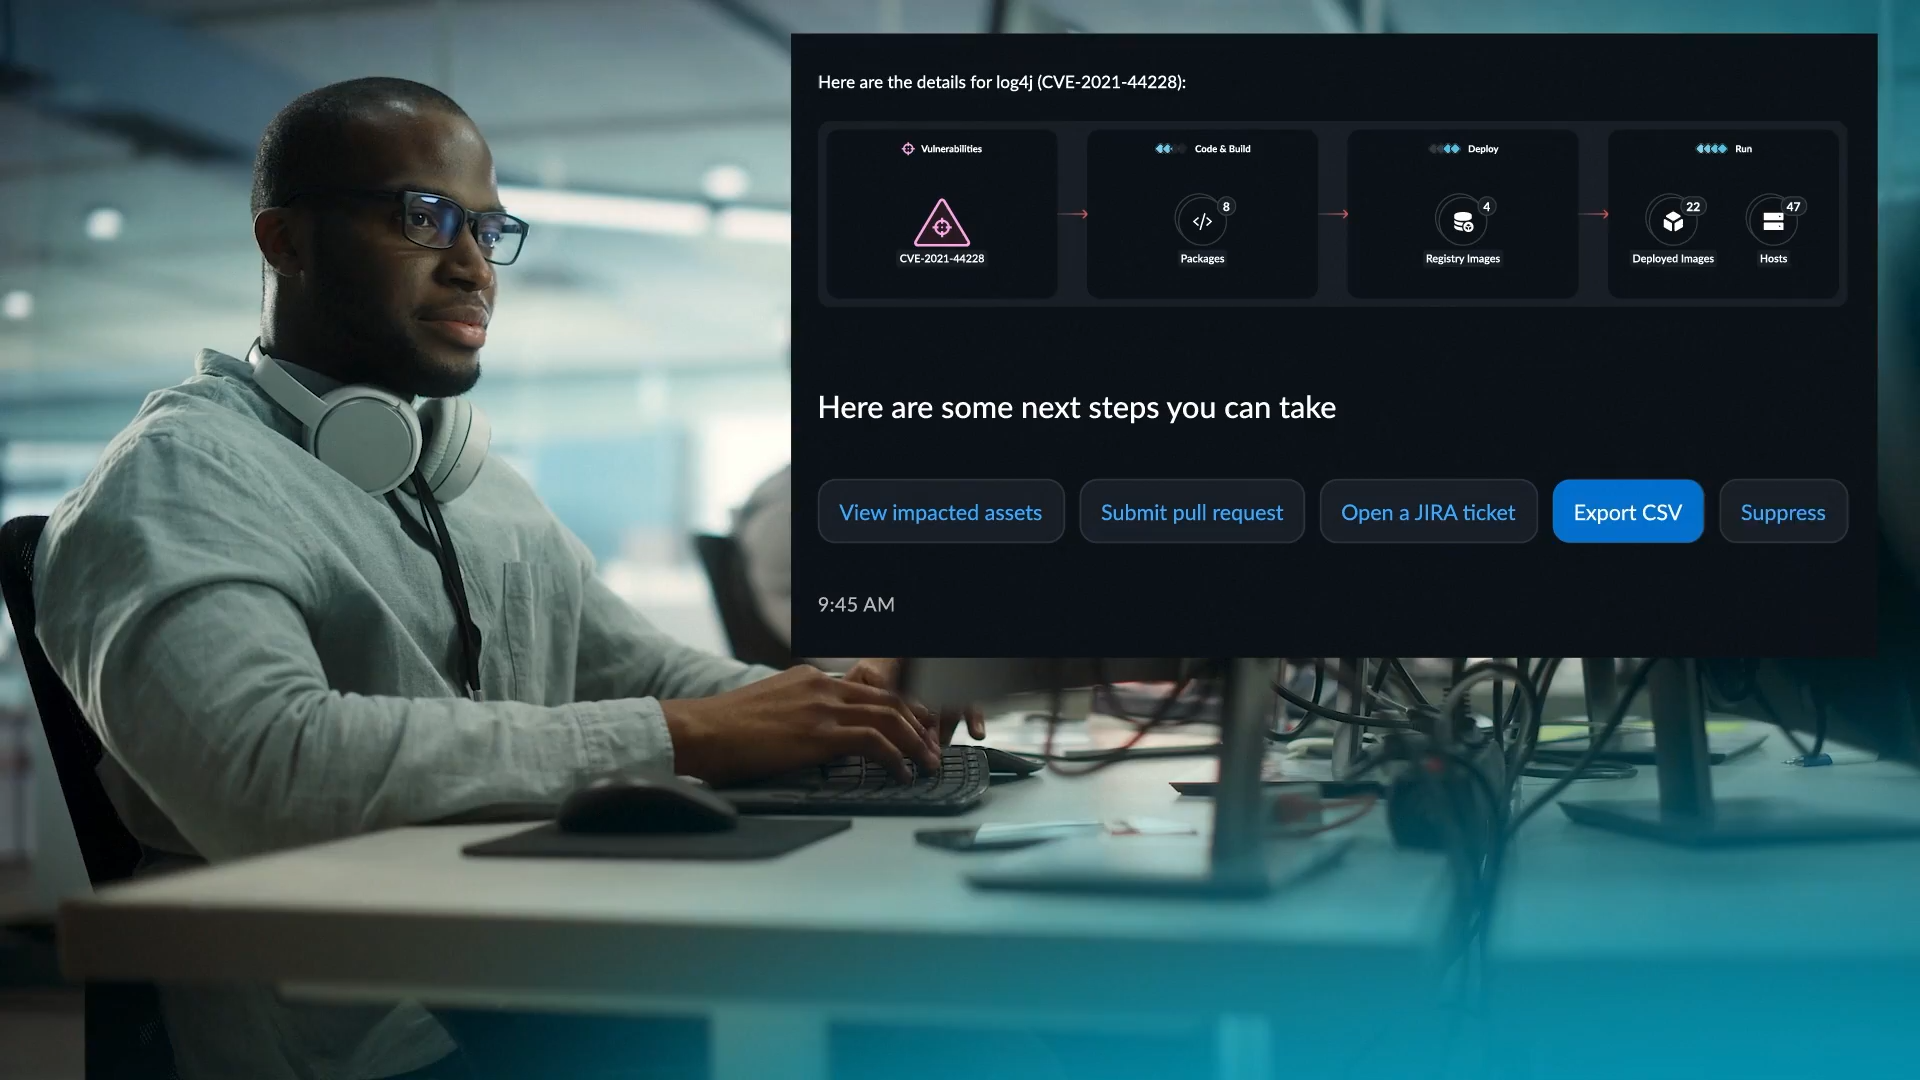 Here are the details for log4j (CVE-2021-44228):
Vulnerabilities
Code & Build
Deploy
Run
8
4
22
47
CVE-2021-44228
Packages
Registry Images
Deployed Images
Hosts
Here are some next steps you can take
View impacted assets
Submit pull request
Open a JIRA ticket
Export CSV
Suppress
9:45 AM